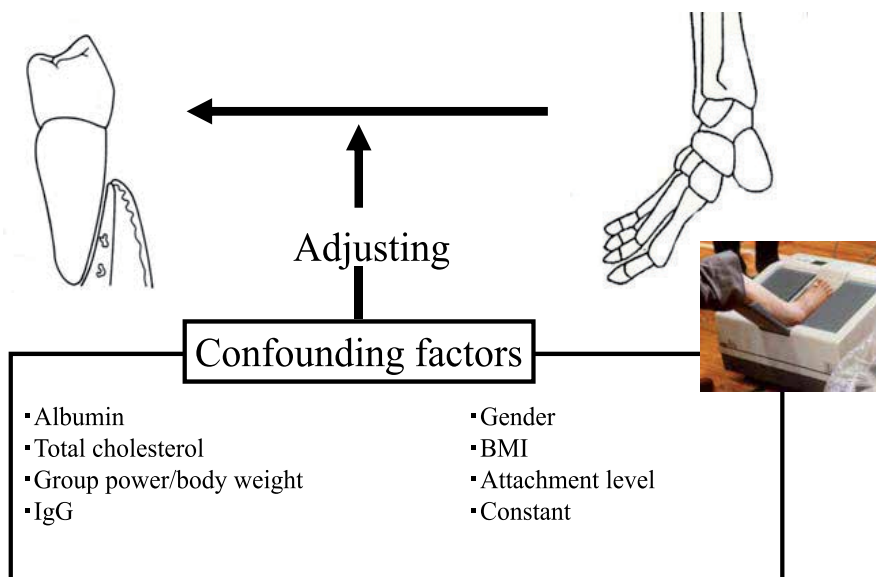 Adjusting
Confounding factors
▪Albumin
▪Total cholesterol
▪Group power/body weight
▪IgG
▪Gender
▪BMI
▪Attachment level
▪Constant